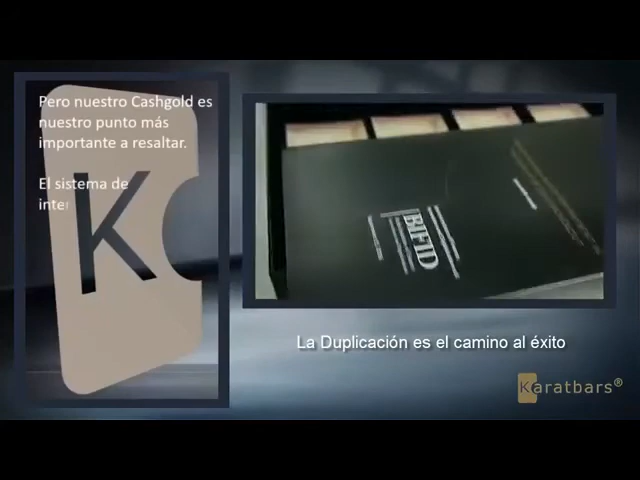 Pero nuestro Cashgold es
nuestro punto más
importante a resaltar.
El sistema de
inter
K
RFID
La Duplicación es el camino al éxito
Karatbars®